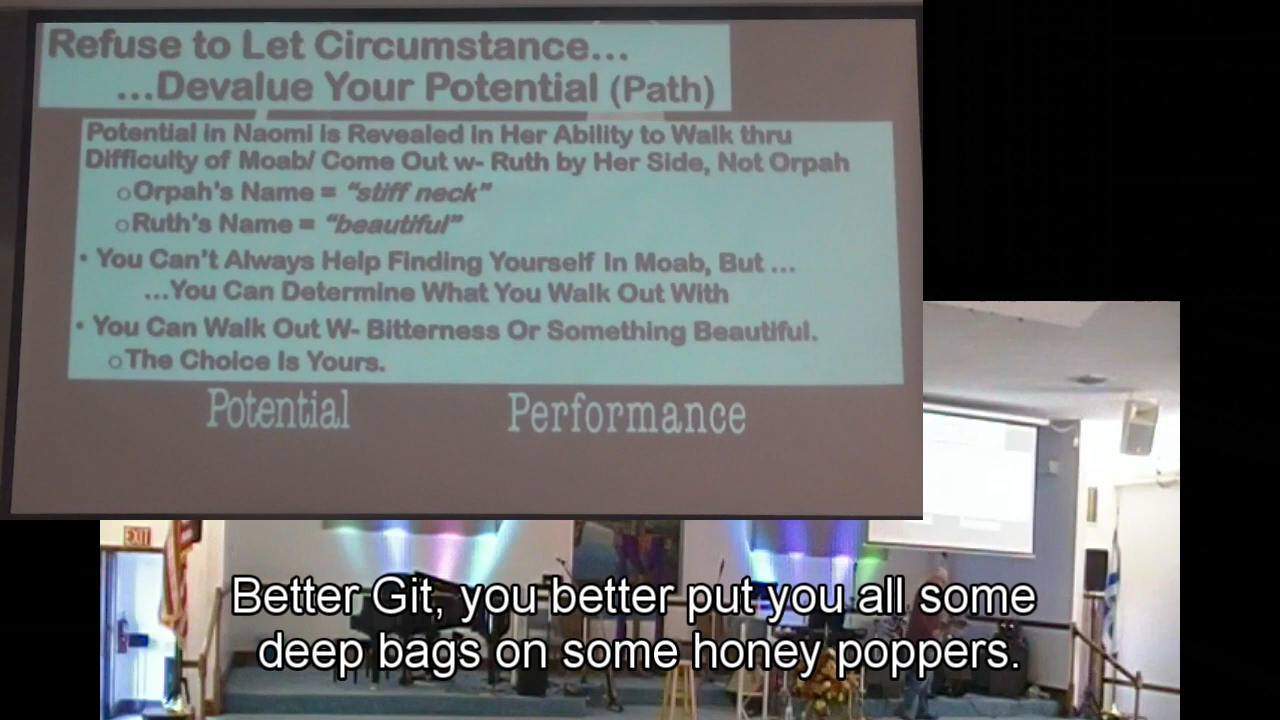 Refuse to Let Circumstance...
...Devalue Your Potential (Path)
Potential in Naomi Is Revealed In Her Ability to Walk thru
Difficulty of Moab/ Come Out w- Ruth by Her Side, Not Orpah
○ Orpah's Name = "stiff neck"
○ Ruth's Name = "beautiful"
• You Can't Always Help Finding Yourself In Moab, But ...
...You Can Determine What You Walk Out With
• You Can Walk Out W- Bitterness Or Something Beautiful.
○ The Choice Is Yours.
Potential Performance
EXIT
Better Git, you better put you all some
deep bags on some honey poppers.